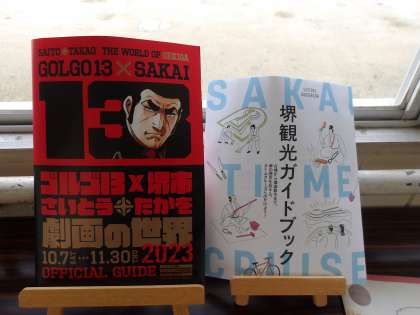 SAITO TAKAO THE WORLD OF GEKIGA
GOLGO13×SAKAI
13
ゴルゴ13×堺市
さいとう たかを
劇画の世界
10.7 … 11.30 2023
OFFICIAL GUIDE
SAKAI
堺観光ガイドブック
TIME
CRUISE